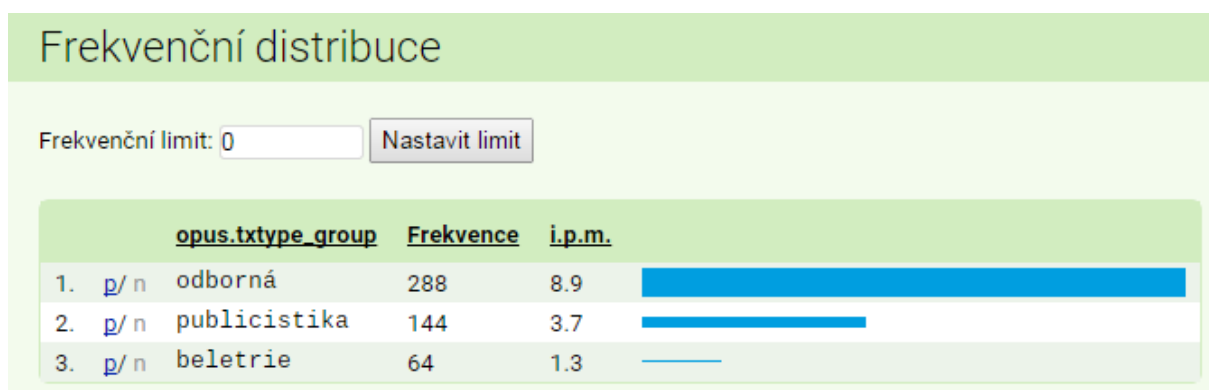 Frekvenční distribuce
Frekvenční limit: 0 Nastavit limit
opus.txtype_group Frekvence i.p.m.
1. p/ n odborná 288 8.9
2. p/ n publicistika 144 3.7
3. p/ n beletrie 64 1.3